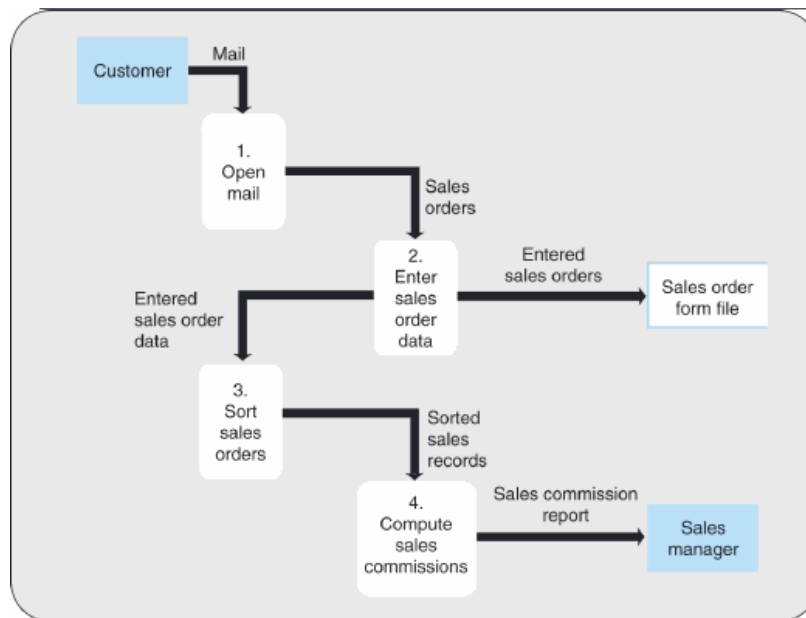 Mail
Customer
1.
Open
mail
Sales
orders
2.
Enter
sales
order
data
Entered
sales orders
Sales order
form file
Entered
sales order
data
3.
Sort
sales
orders
Sorted
sales
records
4.
Compute
sales
commissions
Sales commission
report
Sales
manager